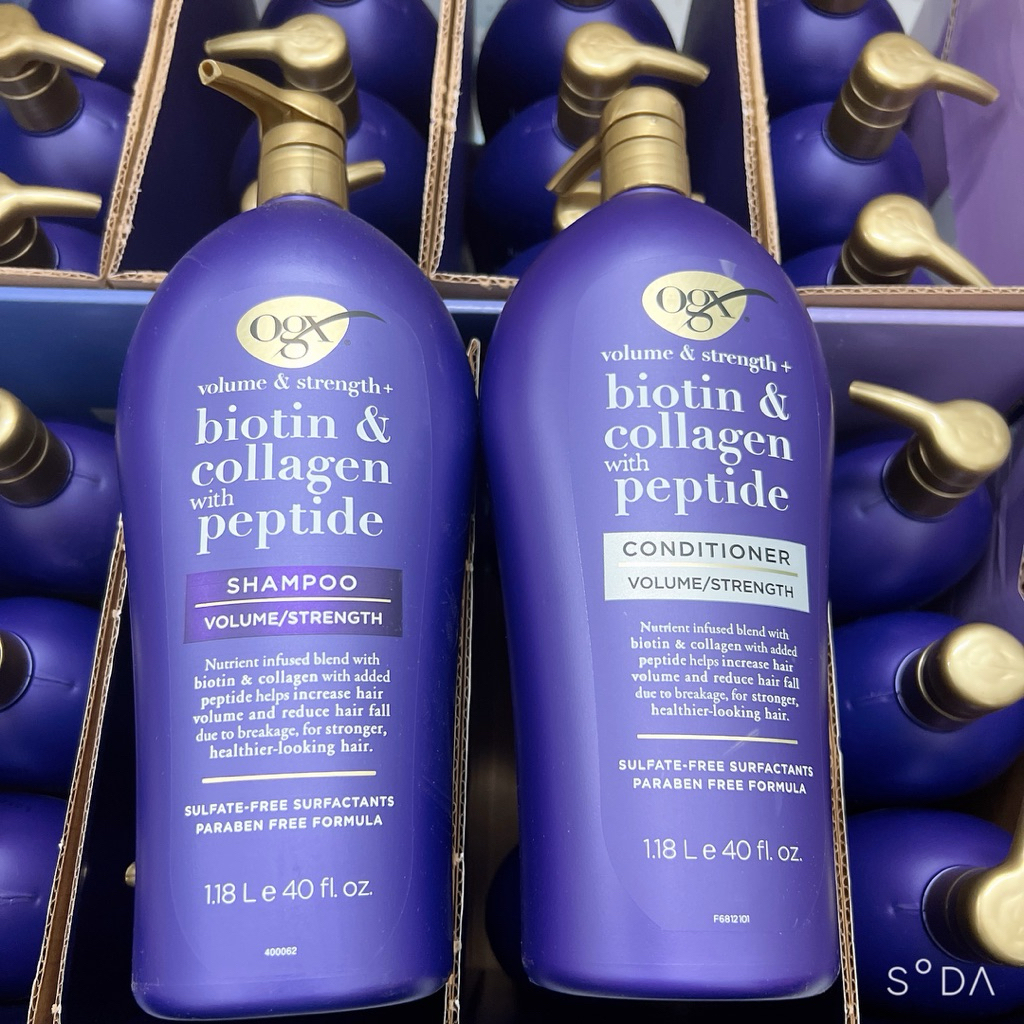 ogx
volume & strength+
biotin &
collagen
with
peptide
SHAMPOO
VOLUME/STRENGTH
Nutrient infused blend with
biotin & collagen with added
peptide helps increase hair
volume and reduce hair fall
due to breakage, for stronger,
healthier-looking hair.
SULFATE-FREE SURFACTANTS
PARABEN FREE FORMULA
1.18 L e 40 fl. oz.
400062
ogx
volume & strength+
biotin &
collagen
with
peptide
CONDITIONER
VOLUME/STRENGTH
Nutrient infused blend with
biotin & collagen with added
peptide helps increase hair
volume and reduce hair fall
due to breakage, for stronger,
healthier-looking hair.
SULFATE-FREE SURFACTANTS
PARABEN FREE FORMULA
1.18 L e 40 fl. oz.
F6812101
SODA